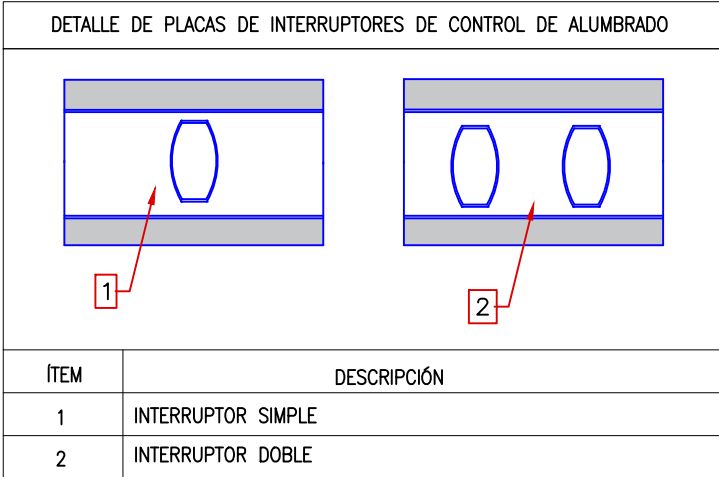 DETALLE DE PLACAS DE INTERRUPTORES DE CONTROL DE ALUMBRADO
1
2
ÍTEM DESCRIPCIÓN
1 INTERRUPTOR SIMPLE
2 INTERRUPTOR DOBLE